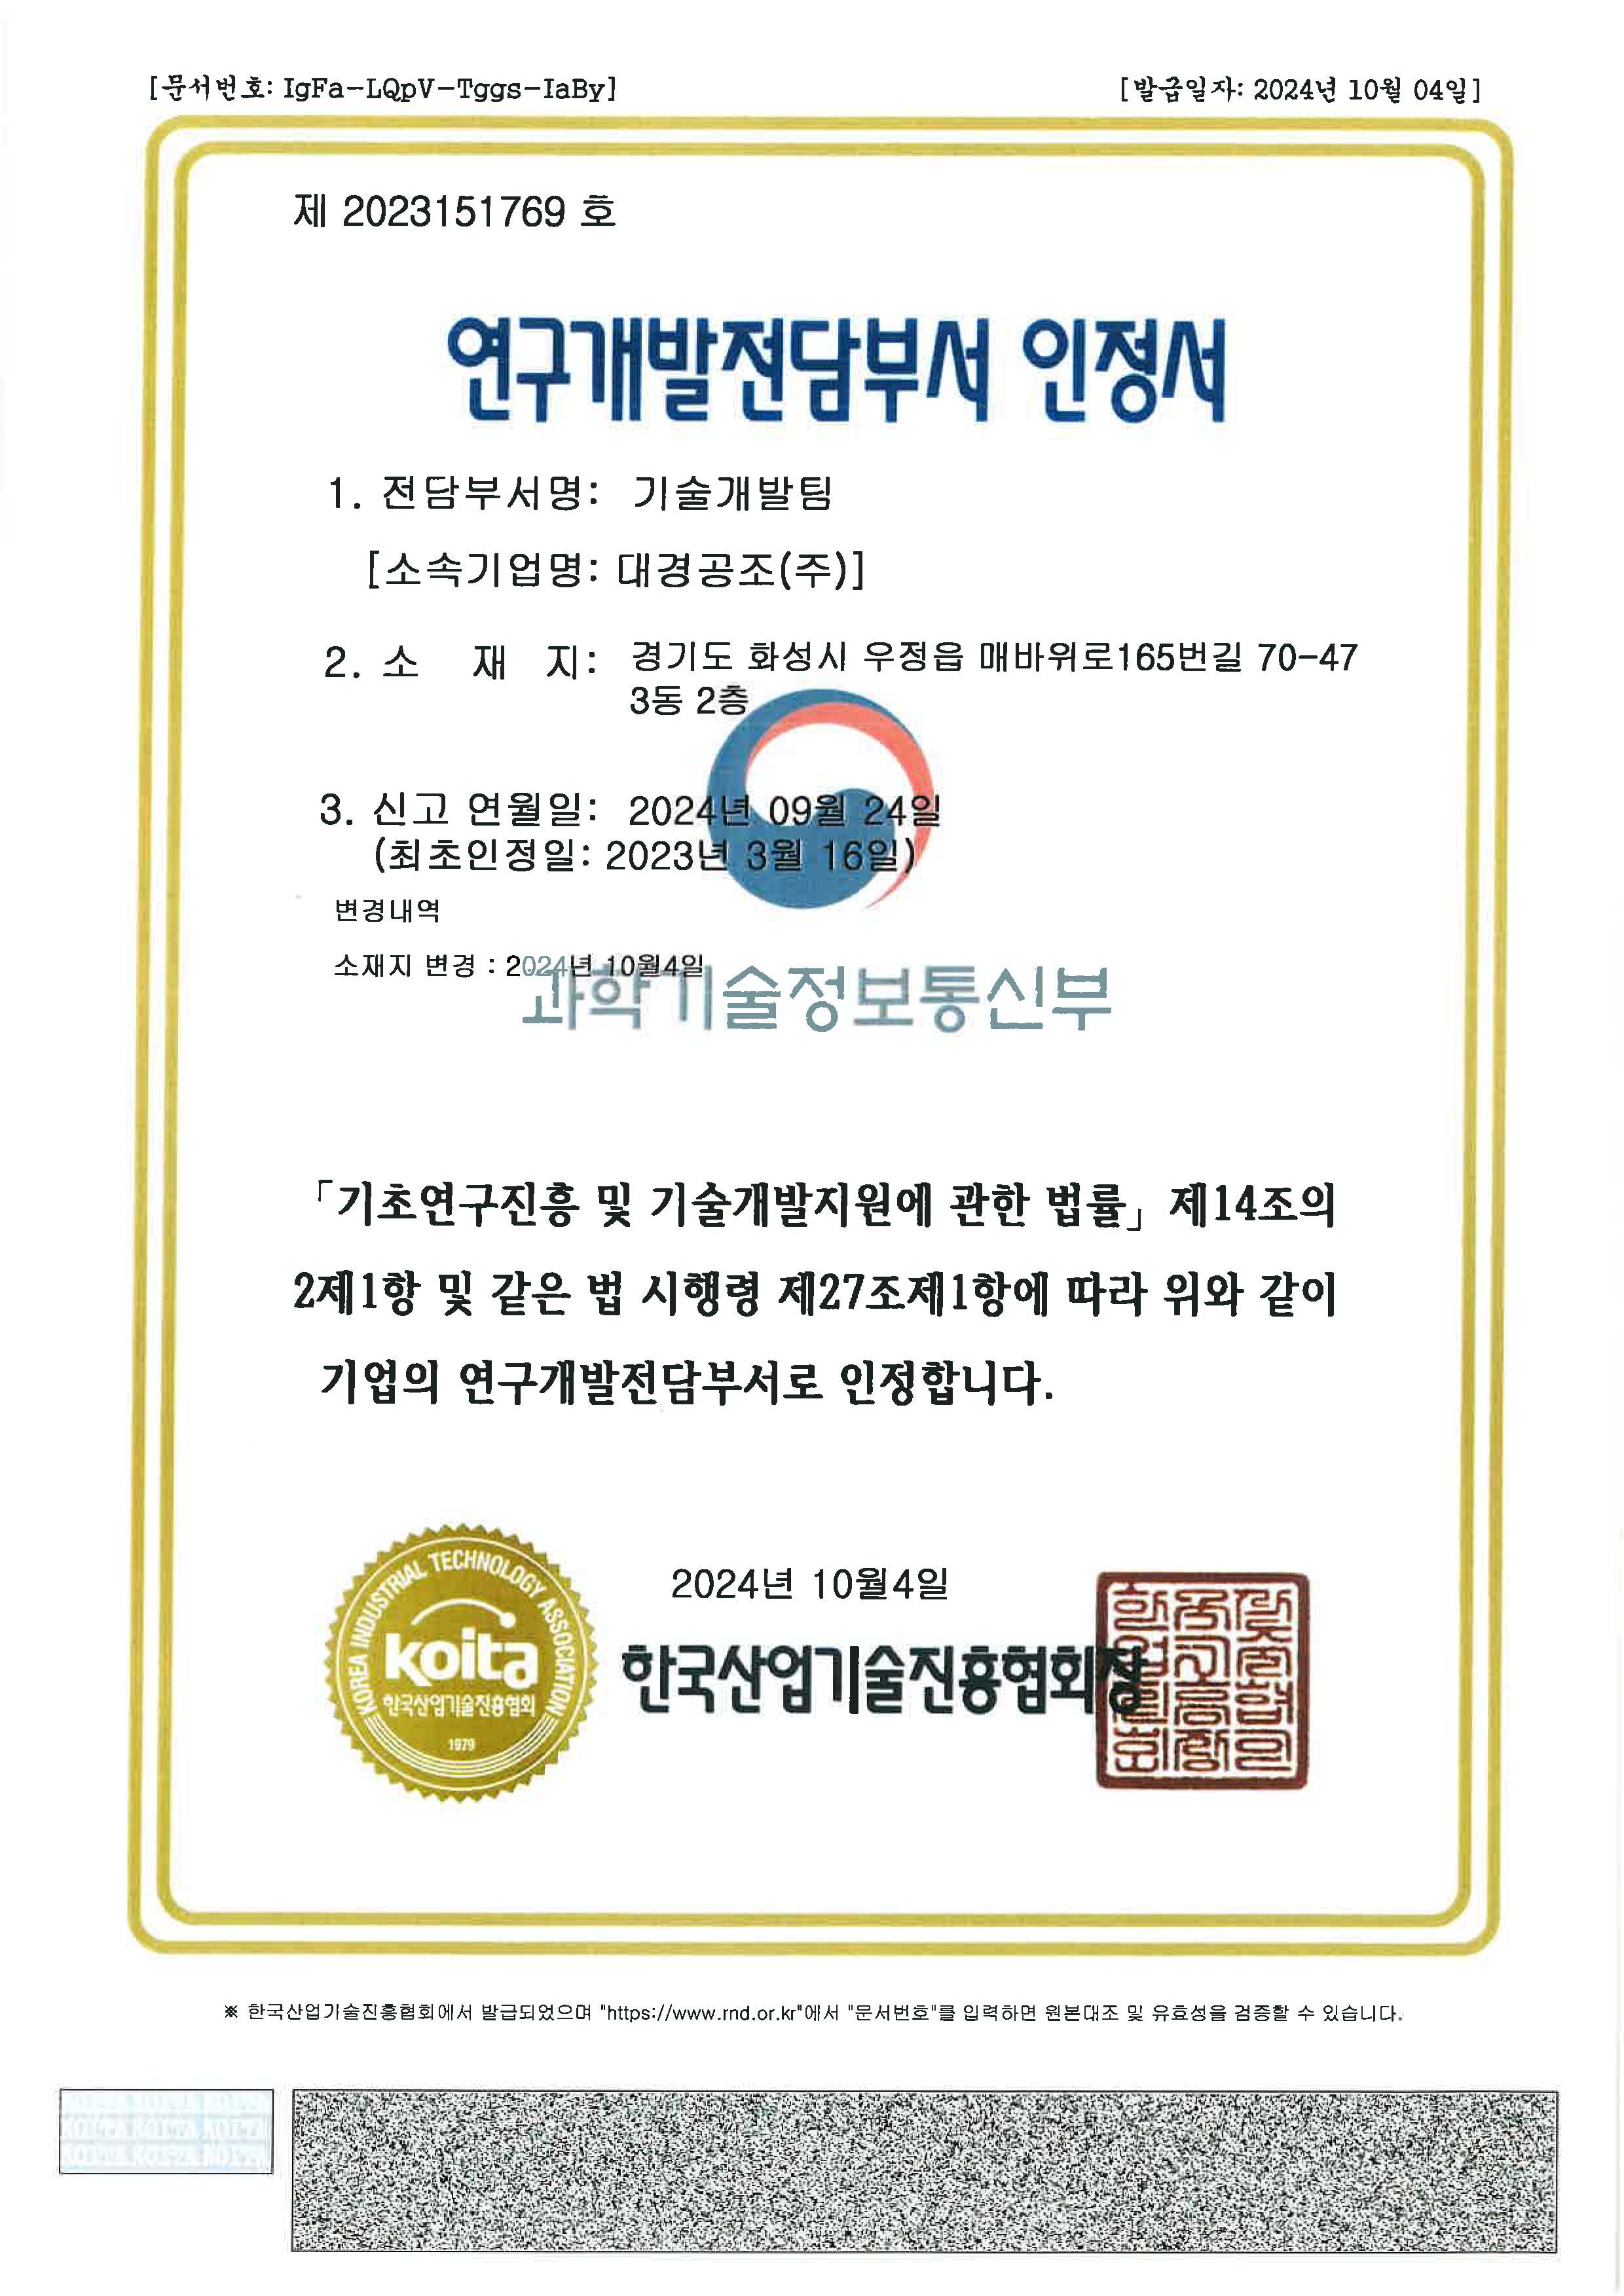 [문서번호: IgFa-LQpV-Tggs-IaBy]
[발급일자: 2024년 10월 04일]
제 2023151769 호
연구개발전담부서 인정서
1. 전담부서명: 기술개발팀
[소속기업명: 대경공조(주)]
2. 소 재 지: 경기도 화성시 우정읍 매바위로165번길 70-47
3동 2층
3. 신고 연월일: 2024년 09월 24일
(최초인정일: 2023년 3월 16일)
변경내역
소재지 변경 : 2024년 10월4일
과학기술정보통신부
「기초연구진흥 및 기술개발지원에 관한 법률」 제14조의
2제1항 및 같은 법 시행령 제27조제1항에 따라 위와 같이
기업의 연구개발전담부서로 인정합니다.
KOREA INDUSTRIAL TECHNOLOGY ASSOCIATION
koita
한국산업기술진흥협회
1979
2024년 10월4일
한국산업기술진흥협회장
※ 한국산업기술진흥협회에서 발급되었으며 "https://www.rnd.or.kr"에서 "문서번호"를 입력하면 원본대조 및 유효성을 검증할 수 있습니다.
KOITA KOITA KOITA
KOITA KOITA KOITA